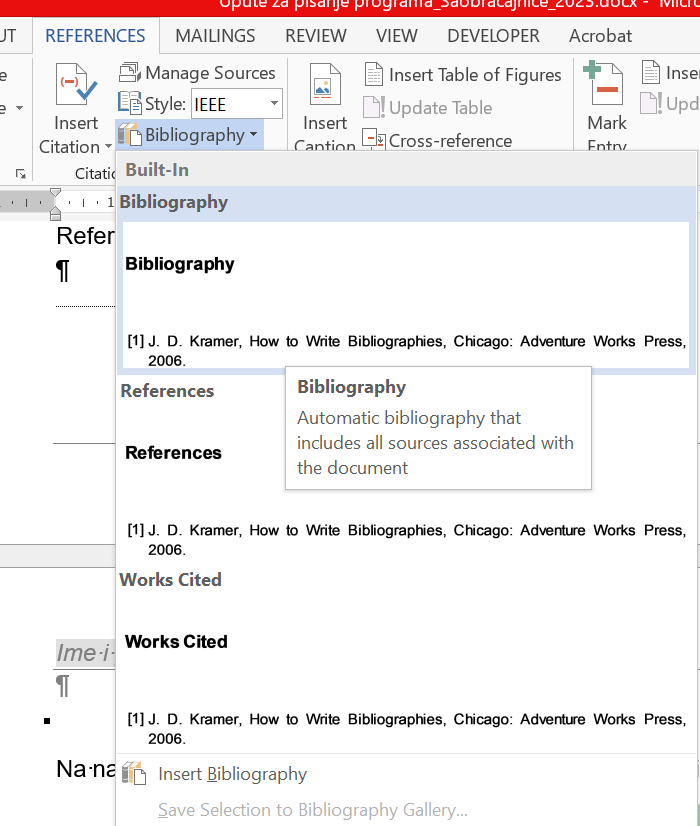 Upute za pisanje programa_Saobraćajnice_2023.docx - Micro
UT REFERENCES MAILINGS REVIEW VIEW DEVELOPER Acrobat
Manage Sources
Style: IEEE
Bibliography
Insert
Citation
Citatio
Insert Table of Figures
Update Table
Cross-reference
Insert
Caption
Mark
Entry
Inser
Upd
Built-In
Bibliography
Bibliography
[1] J. D. Kramer, How to Write Bibliographies, Chicago: Adventure Works Press,
2006.
Bibliography
Automatic bibliography that
includes all sources associated with
the document
References
References
[1] J. D. Kramer, How to Write Bibliographies, Chicago: Adventure Works Press,
2006.
Works Cited
Works Cited
[1] J. D. Kramer, How to Write Bibliographies, Chicago: Adventure Works Press,
2006.
Insert Bibliography
Save Selection to Bibliography Gallery...
1
Refer
¶
Ime·i·
¶
Na·na